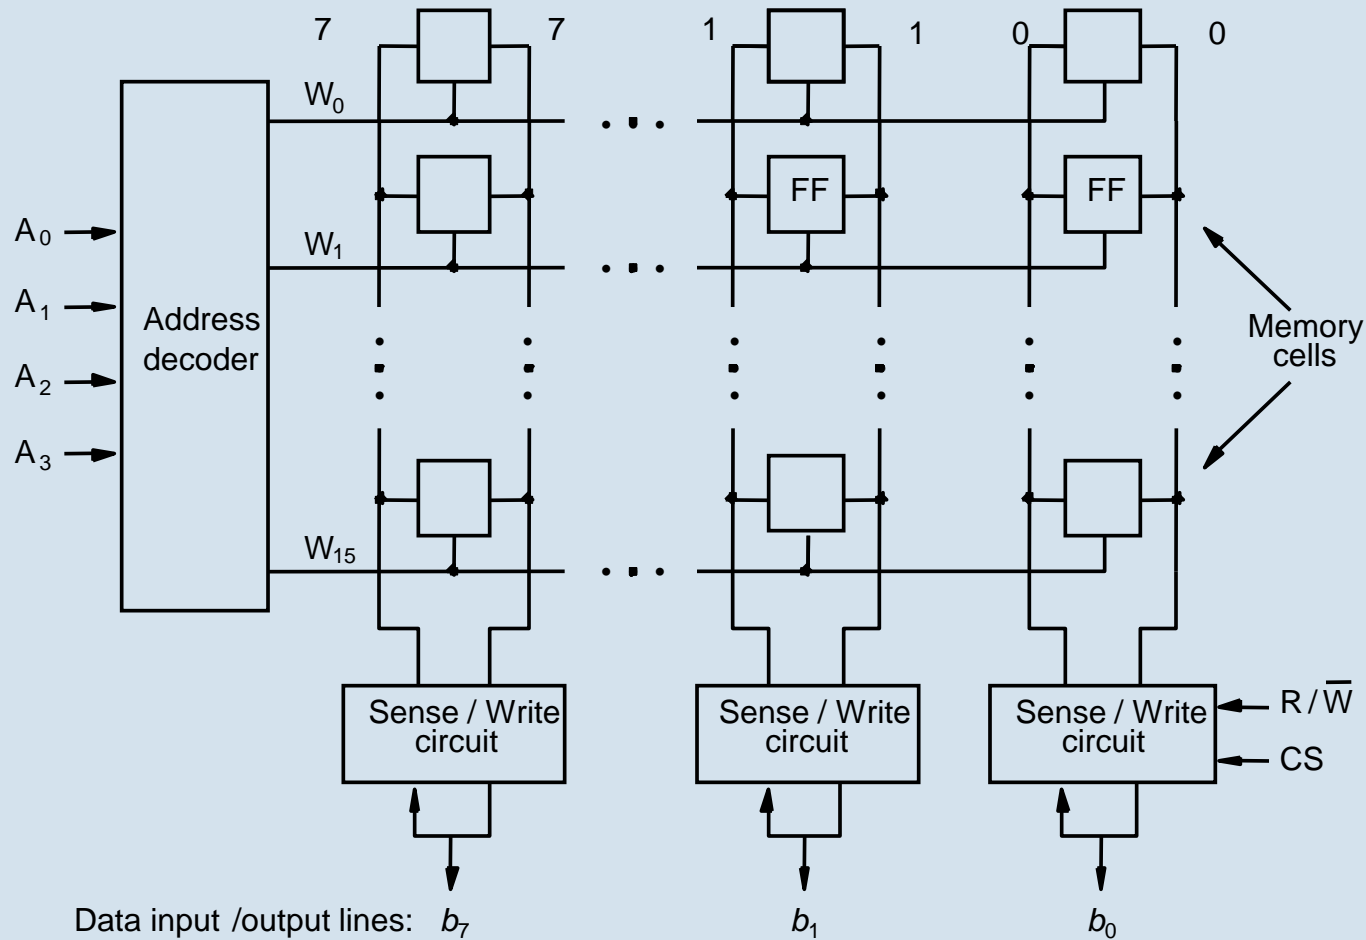 7 7 1 1 0 0
W0
FF FF
A0
W1
A1
Address
decoder
Memory
cells
A2
A3
W15
Sense / Write
circuit
Sense / Write
circuit
Sense / Write
circuit
R / W̅
CS
Data input /output lines: b7 b1 b0